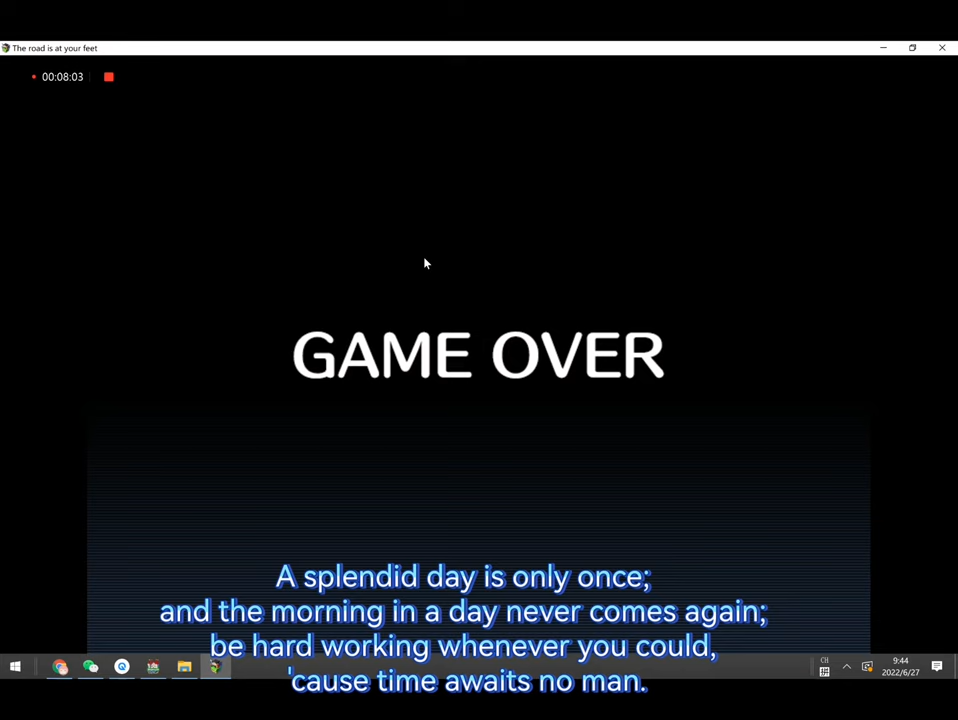 The road is at your feet
00:08:03
GAME OVER
A splendid day is only once;
and the morning in a day never comes again;
be hard working whenever you could,
'cause time awaits no man.
CH
拼
9:44
2022/6/27